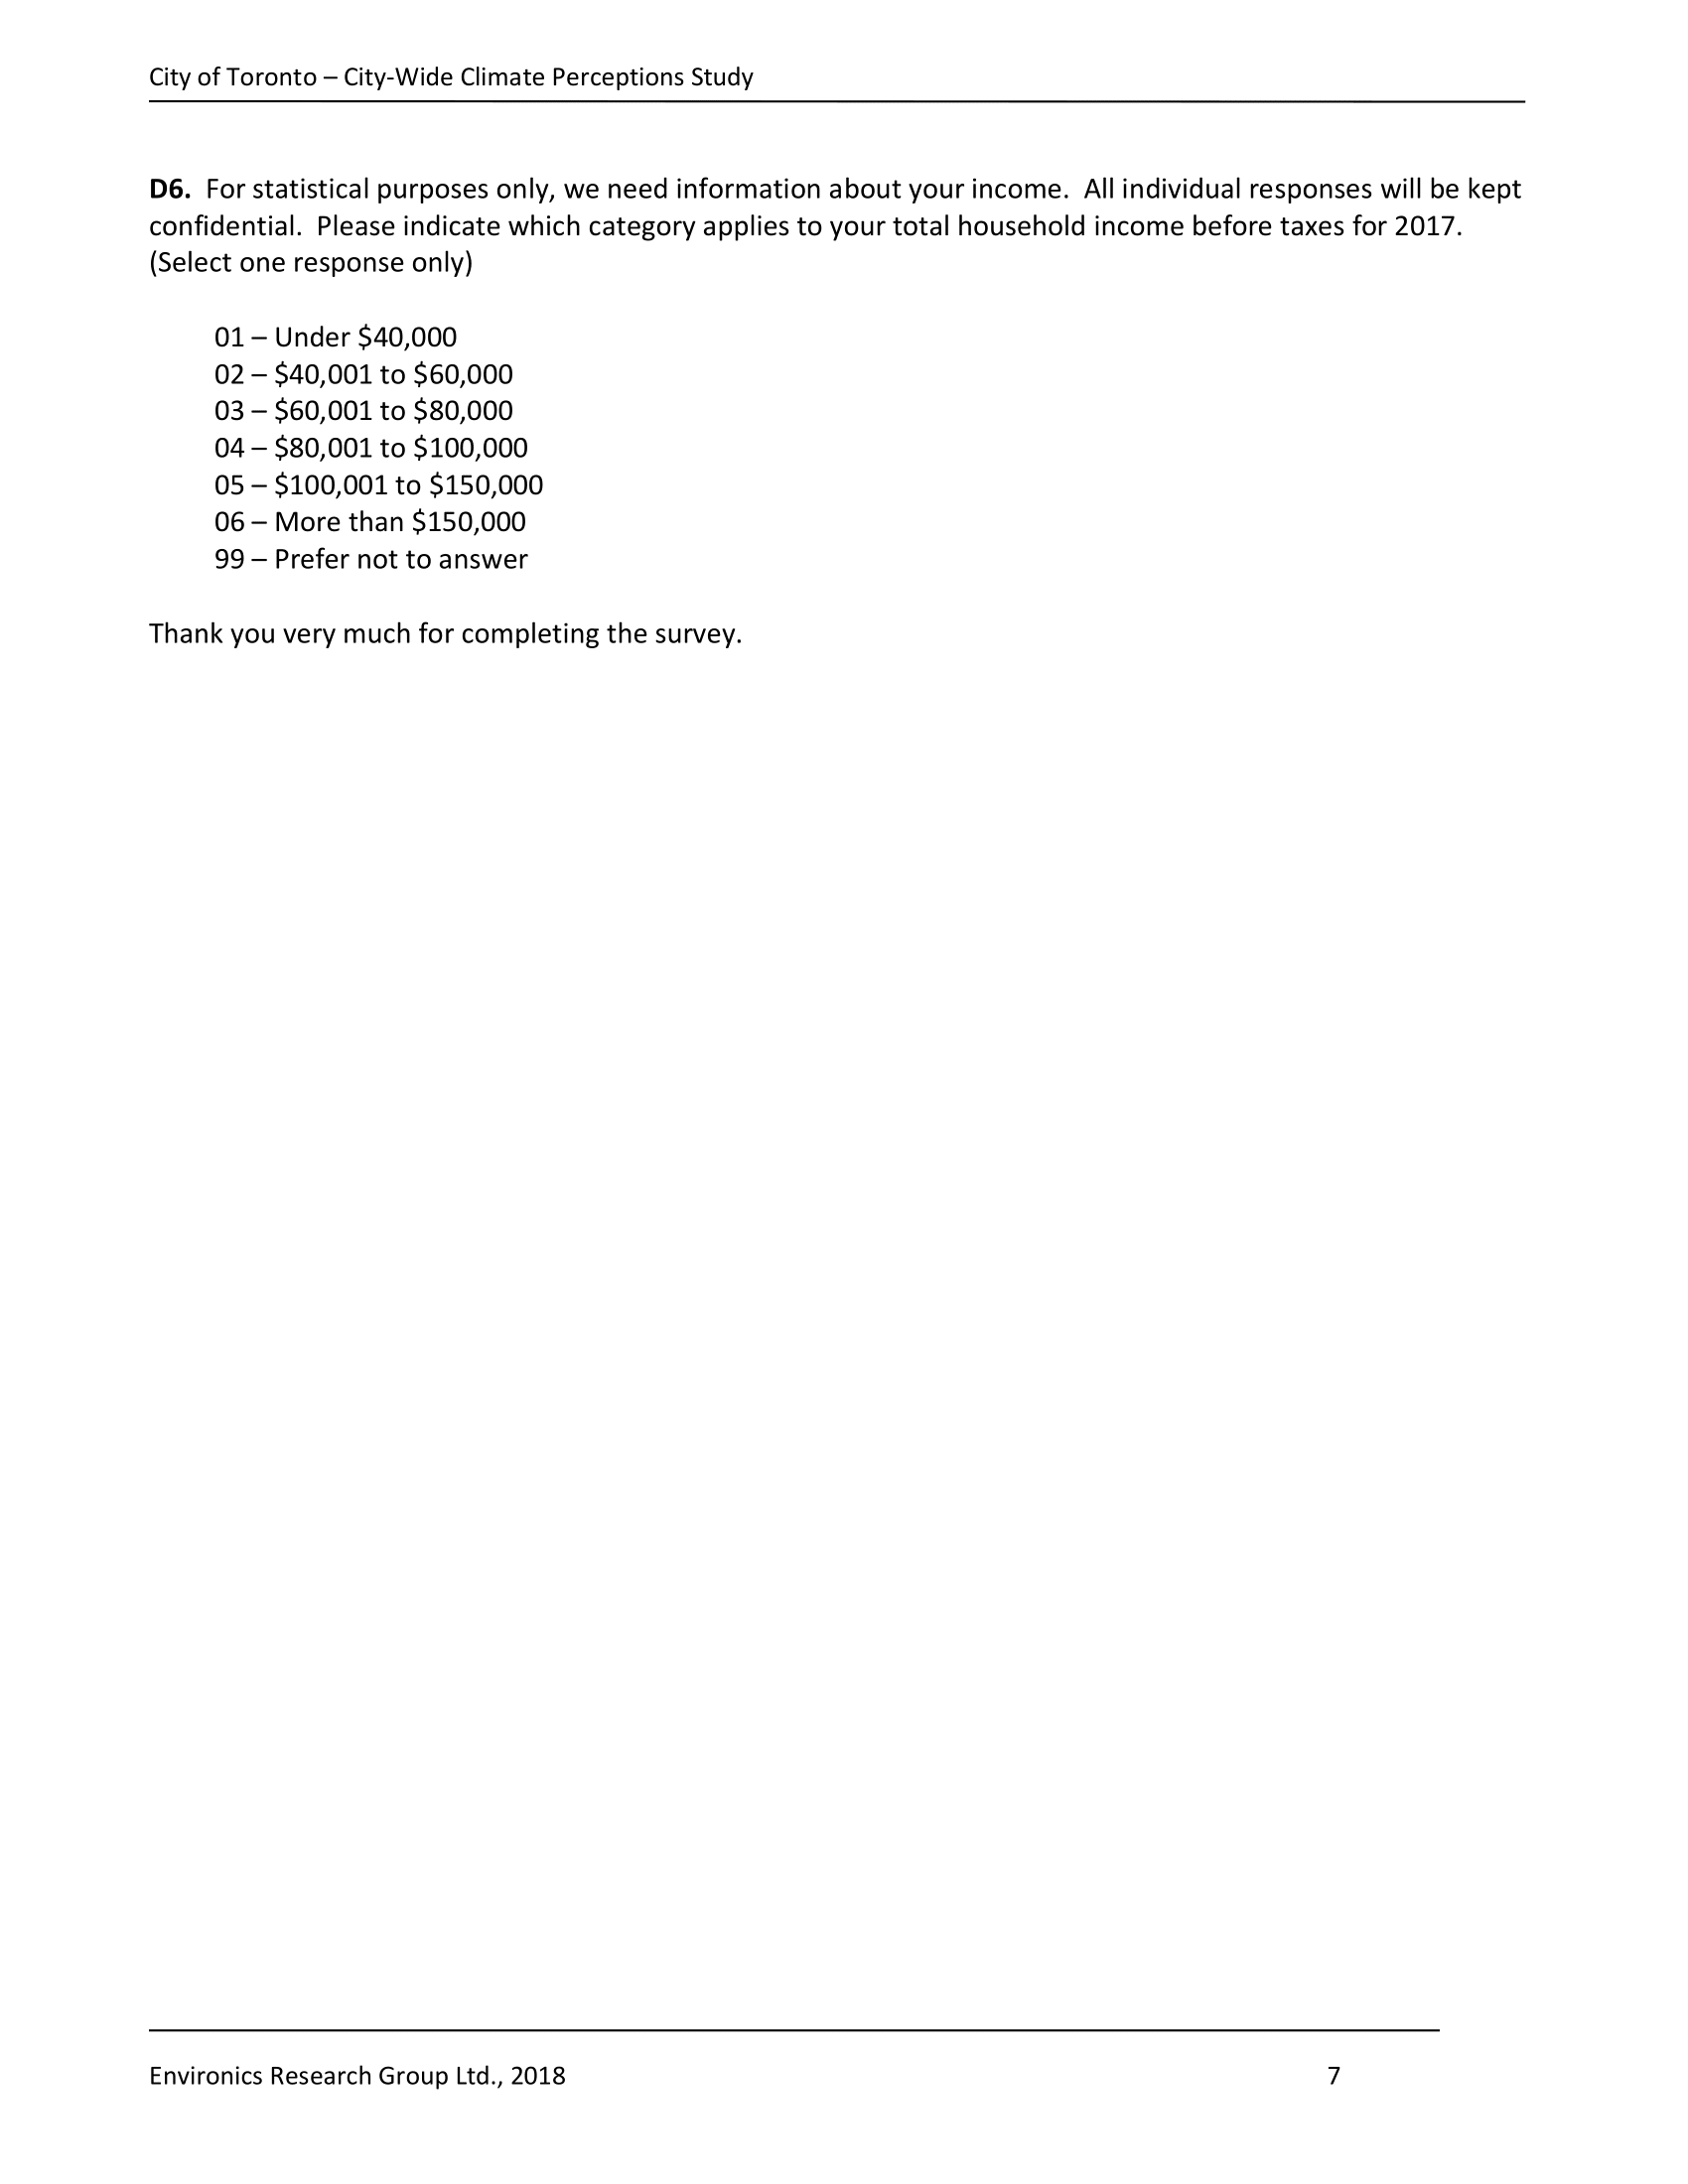 City of Toronto – City-Wide Climate Perceptions Study
D6. For statistical purposes only, we need information about your income. All individual responses will be kept
confidential. Please indicate which category applies to your total household income before taxes for 2017.
(Select one response only)
01 – Under $40,000
02 – $40,001 to $60,000
03 – $60,001 to $80,000
04 – $80,001 to $100,000
05 – $100,001 to $150,000
06 – More than $150,000
99 – Prefer not to answer
Thank you very much for completing the survey.
Environics Research Group Ltd., 2018 7